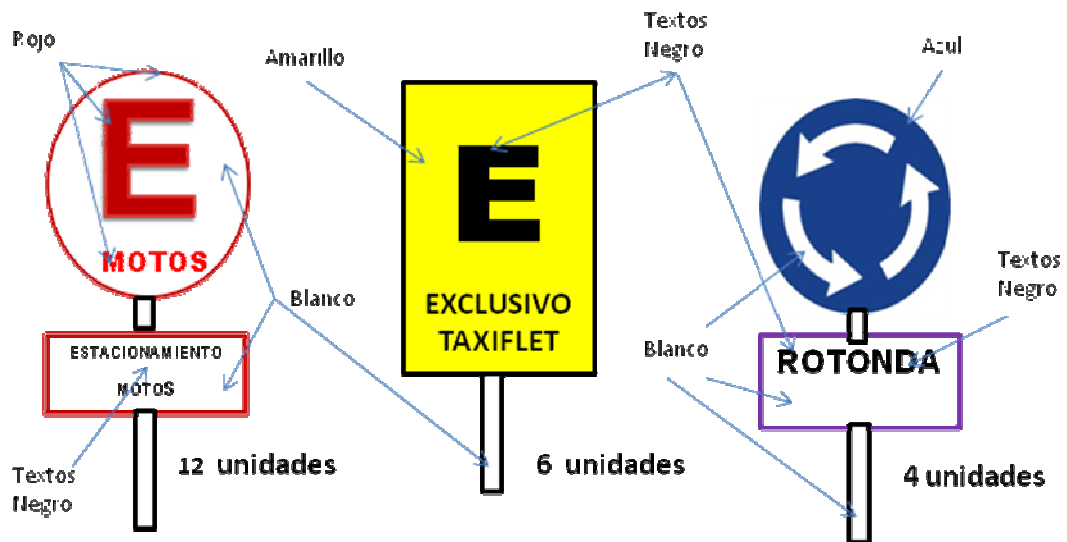 Rojo
E
MOTOS
Blanco
ESTACIONAMIENTO
MOTOS
Textos
Negro
12 unidades
Amarillo
E
EXCLUSIVO
TAXIFLET
6 unidades
Textos
Negro
Azul
Textos
Negro
Blanco
ROTONDA
4 unidades